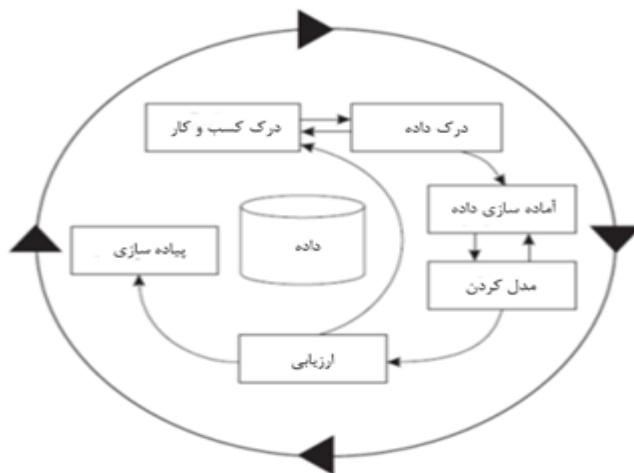 درک کسب و کار
درک داده
آماده سازی داده
داده
پیاده سازی
مدل کردن
ارزیابی